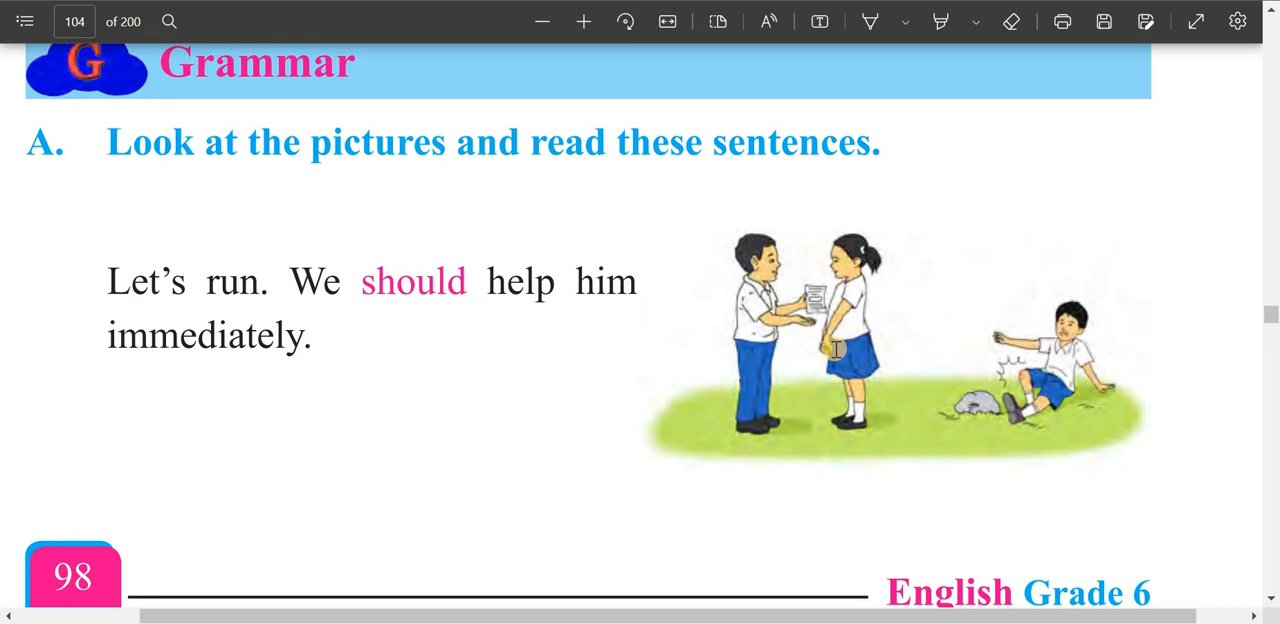 104 of 200
G Grammar
A. Look at the pictures and read these sentences.
Let's run. We should help him
immediately.
98
English Grade 6